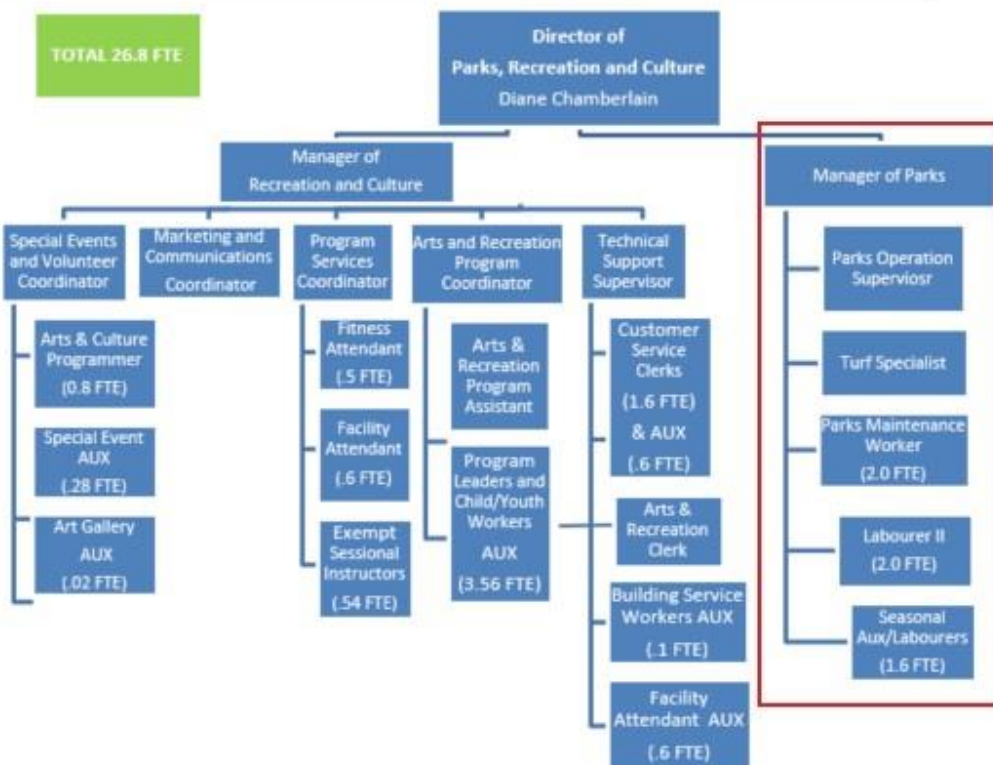 TOTAL 26.8 FTE
Director of
Parks, Recreation and Culture
Diane Chamberlain
Manager of
Recreation and Culture
Manager of Parks
Special Events
and Volunteer
Coordinator
Marketing and
Communications
Coordinator
Program
Services
Coordinator
Arts and Recreation
Program
Coordinator
Technical
Support
Supervisor
Arts & Culture
Programmer
(0.8 FTE)
Special Event
AUX
(.28 FTE)
Art Gallery
AUX
(.02 FTE)
Fitness
Attendant
(.5 FTE)
Facility
Attendant
(.6 FTE)
Exempt
Sessional
Instructors
(.54 FTE)
Arts &
Recreation
Program
Assistant
Program
Leaders and
Child/Youth
Workers
AUX
(3.56 FTE)
Customer
Service
Clerks
(1.6 FTE)
& AUX
(.6 FTE)
Arts &
Recreation
Clerk
Building Service
Workers AUX
(.1 FTE)
Facility
Attendant AUX
(.6 FTE)
Parks Operation
Superviosr
Turf Specialist
Parks Maintenance
Worker
(2.0 FTE)
Labourer II
(2.0 FTE)
Seasonal
Aux/Labourers
(1.6 FTE)